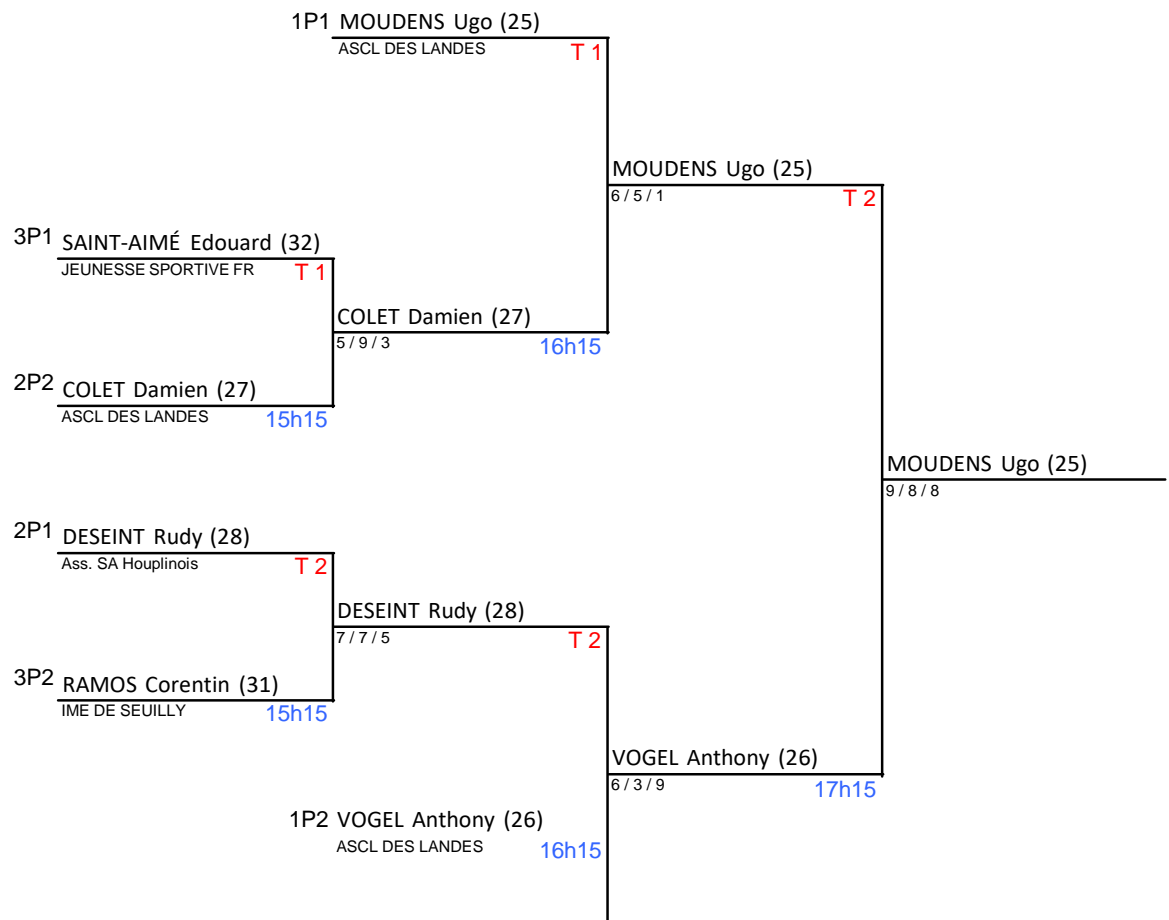 1P1 MOUDENS Ugo (25)
ASCL DES LANDES
T 1
MOUDENS Ugo (25)
6 / 5 / 1
T 2
3P1 SAINT-AIMÉ Edouard (32)
JEUNESSE SPORTIVE FR
T 1
COLET Damien (27)
5 / 9 / 3
16h15
2P2 COLET Damien (27)
ASCL DES LANDES
15h15
MOUDENS Ugo (25)
9 / 8 / 8
2P1 DESEINT Rudy (28)
Ass. SA Houplinois
T 2
DESEINT Rudy (28)
7 / 7 / 5
T 2
3P2 RAMOS Corentin (31)
IME DE SEUILLY
15h15
VOGEL Anthony (26)
6 / 3 / 9
17h15
1P2 VOGEL Anthony (26)
ASCL DES LANDES
16h15